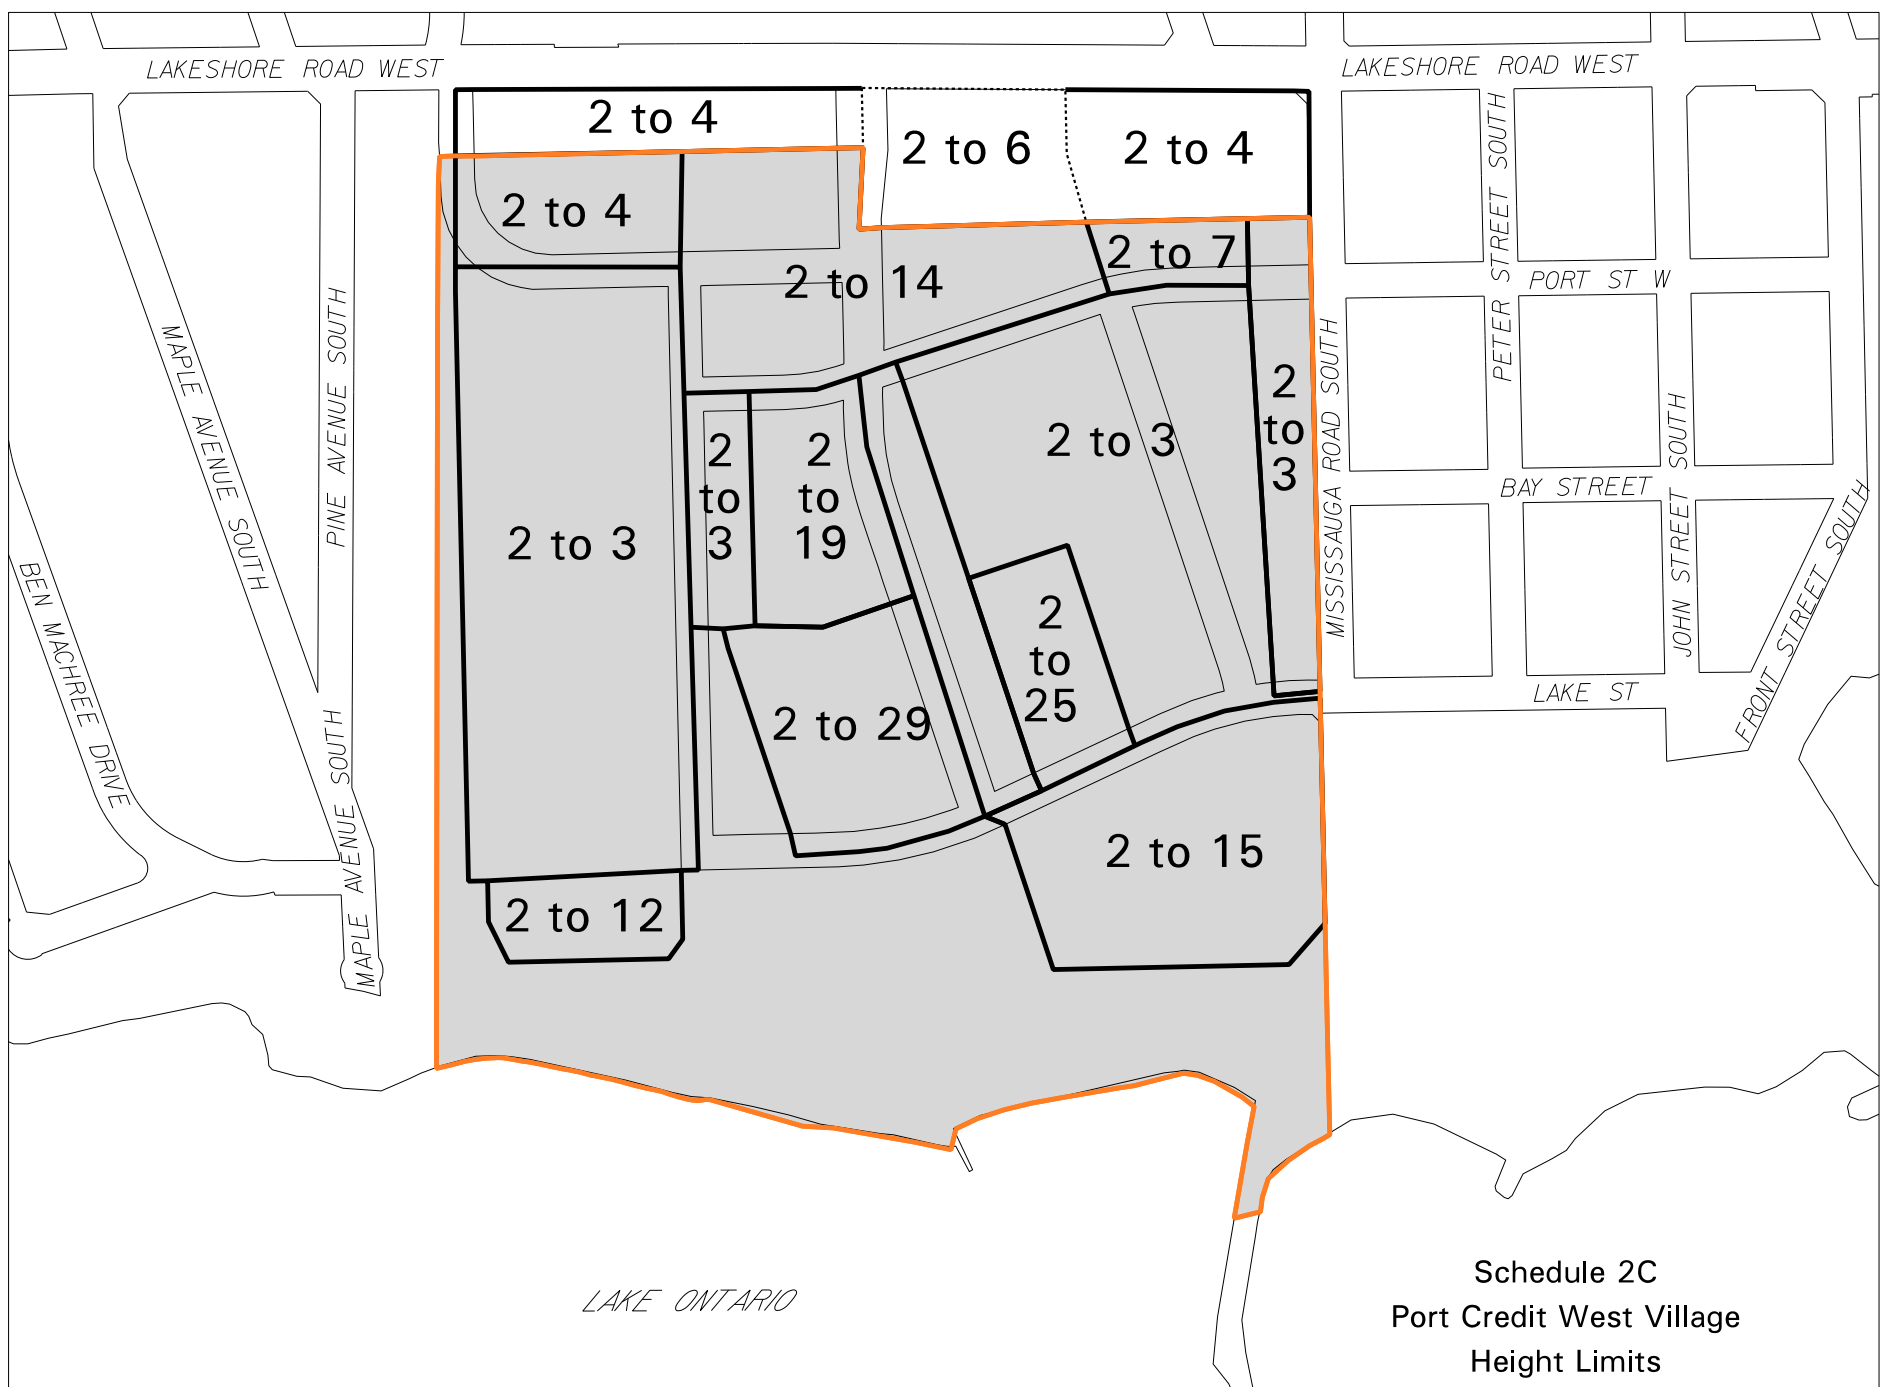 LAKESHORE ROAD WEST
LAKESHORE ROAD WEST
2 to 4
2 to 6
2 to 4
2 to 4
2 to 7
2 to 14
PORT ST W
PETER STREET SOUTH
MAPLE AVENUE SOUTH
PINE AVENUE SOUTH
MISSISSAUGA ROAD SOUTH
JOHN STREET SOUTH
2
to
3
2 to 3
2
to
3
2
to
19
BAY STREET
FRONT STREET SOUTH
2 to 3
BEN MACHREE DRIVE
2
to
25
LAKE ST
2 to 29
MAPLE AVENUE SOUTH
2 to 15
2 to 12
LAKE ONTARIO
Schedule 2C
Port Credit West Village
Height Limits